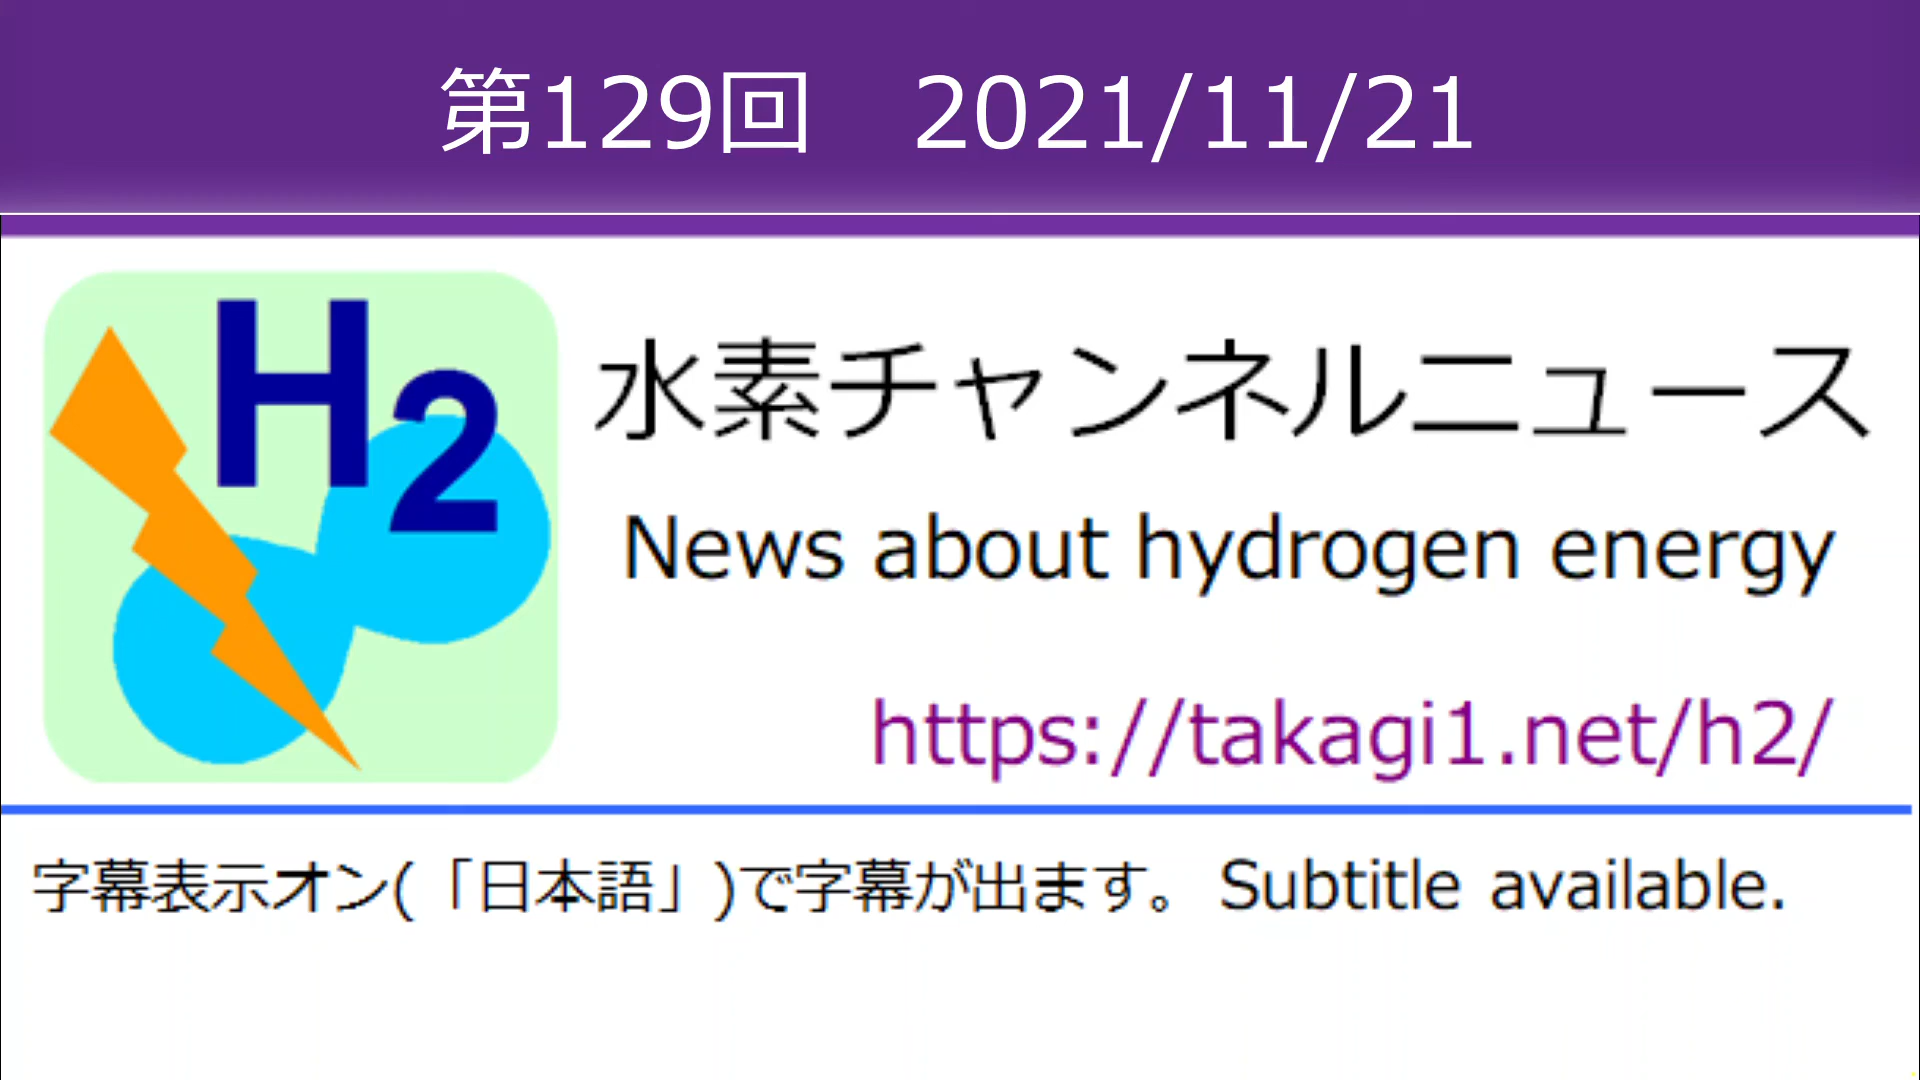 第129回　2021/11/21
H2
水素チャンネルニュース
News about hydrogen energy
https://takagi1.net/h2/
字幕表示オン(「日本語」)で字幕が出ます。 Subtitle available.